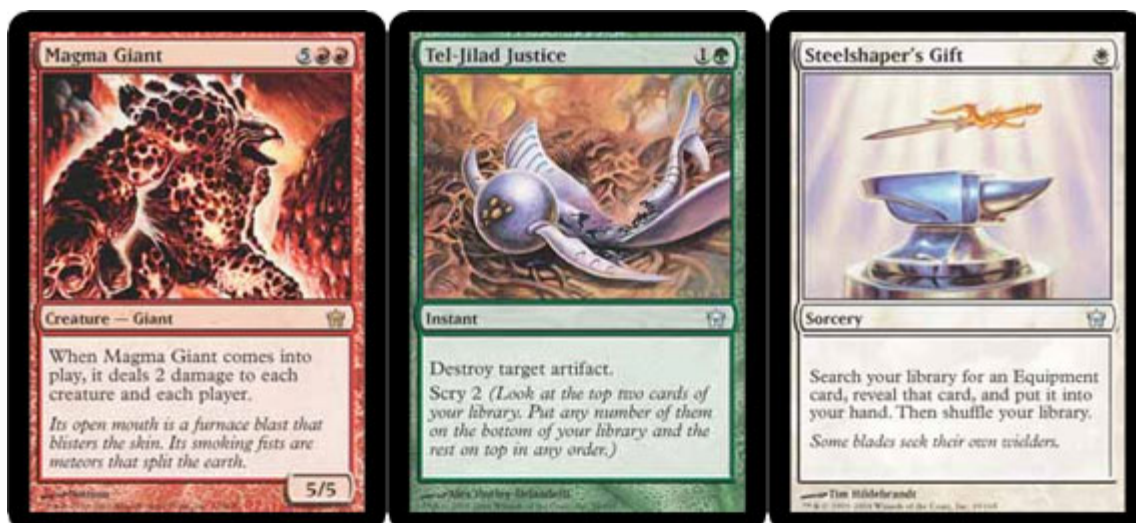 Magma Giant 5
Creature — Giant
When Magma Giant comes into
play, it deals 2 damage to each
creature and each player.
Its open mouth is a furnace blast that
blisters the skin. Its smoking fists are
meteors that split the earth.
5/5
Tel-Jilad Justice 1
Instant
Destroy target artifact.
Scry 2 (Look at the top two cards of
your library. Put any number of them
on the bottom of your library and the
rest on top in any order.)
Steelshaper's Gift
Sorcery
Search your library for an Equipment
card, reveal that card, and put it into
your hand. Then shuffle your library.
Some blades seek their own wielders.
Tim Hildebrandt